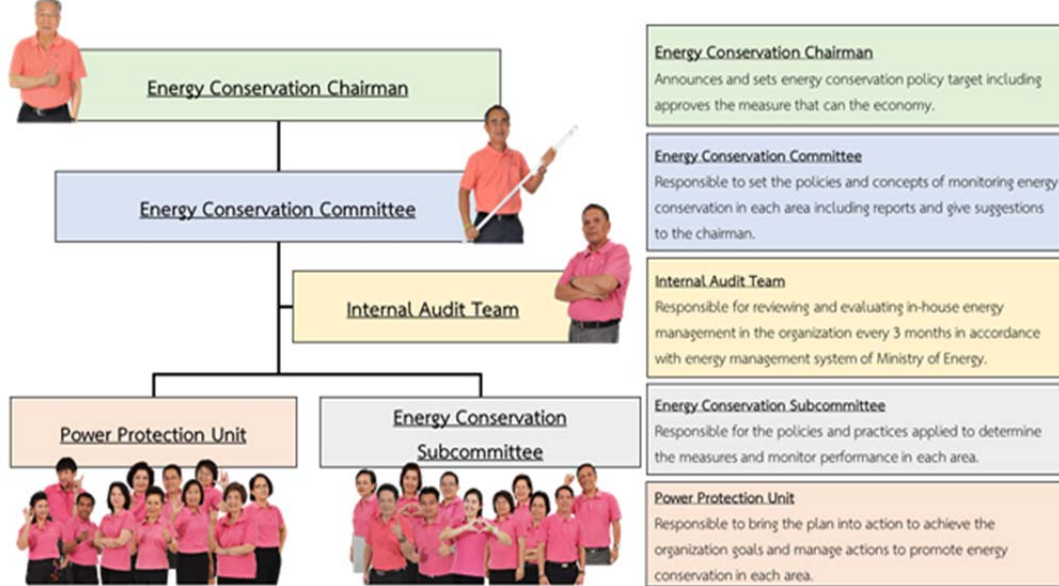 Energy Conservation Chairman
Energy Conservation Committee
Internal Audit Team
Power Protection Unit
Energy Conservation
Subcommittee
Energy Conservation Chairman
Announces and sets energy conservation policy target including
approves the measure that can the economy.
Energy Conservation Committee
Responsible to set the policies and concepts of monitoring energy
conservation in each area including reports and give suggestions
to the chairman.
Internal Audit Team
Responsible for reviewing and evaluating in-house energy
management in the organization every 3 months in accordance
with energy management system of Ministry of Energy.
Energy Conservation Subcommittee
Responsible for the policies and practices applied to determine
the measures and monitor performance in each area.
Power Protection Unit
Responsible to bring the plan into action to achieve the
organization goals and manage actions to promote energy
conservation in each area.